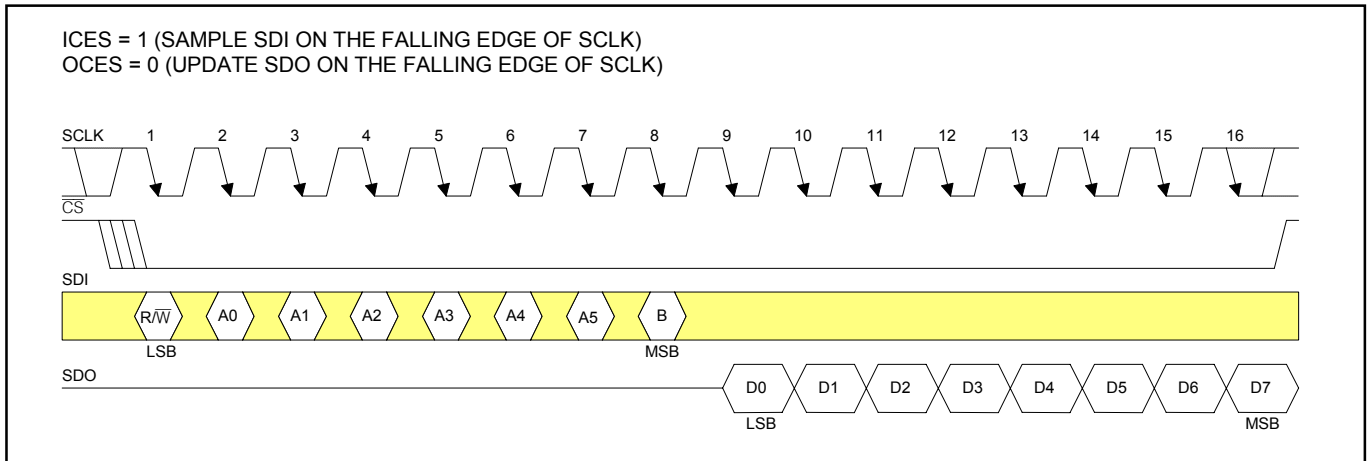 ICES = 1 (SAMPLE SDI ON THE FALLING EDGE OF SCLK)
OCES = 0 (UPDATE SDO ON THE FALLING EDGE OF SCLK)
SCLK 1 2 3 4 5 6 7 8 9 10 11 12 13 14 15 16
C̅S̅
SDI
R/W̅ A0 A1 A2 A3 A4 A5 B
LSB MSB
SDO
D0 D1 D2 D3 D4 D5 D6 D7
LSB MSB